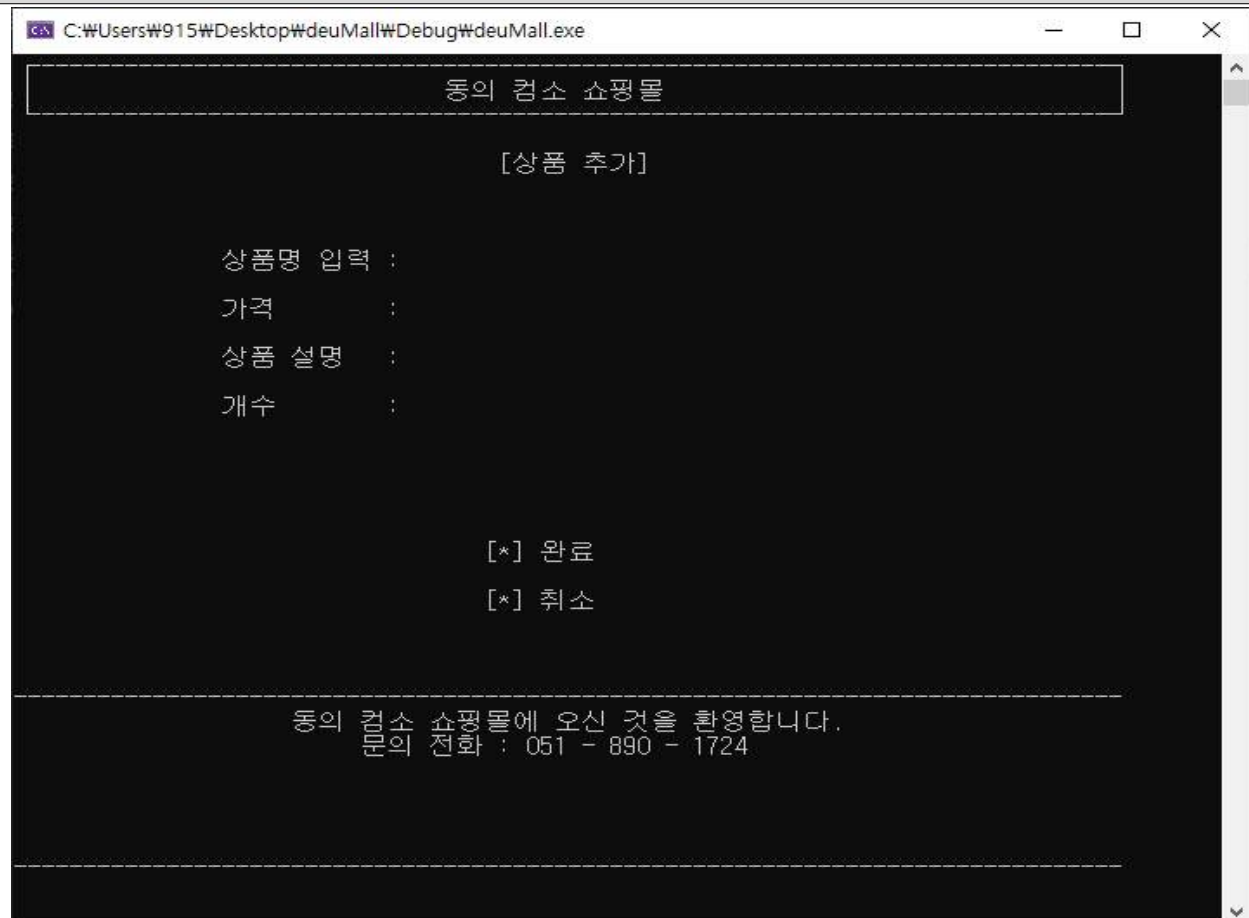 C:₩Users₩915₩Desktop₩deuMall₩Debug₩deuMall.exe
동의 컴소 쇼핑몰
[상품 추가]
상품명 입력 :
가격 :
상품 설명 :
개수 :
[*] 완료
[*] 취소
동의 컴소 쇼핑몰에 오신 것을 환영합니다.
문의 전화 : 051 - 890 - 1724